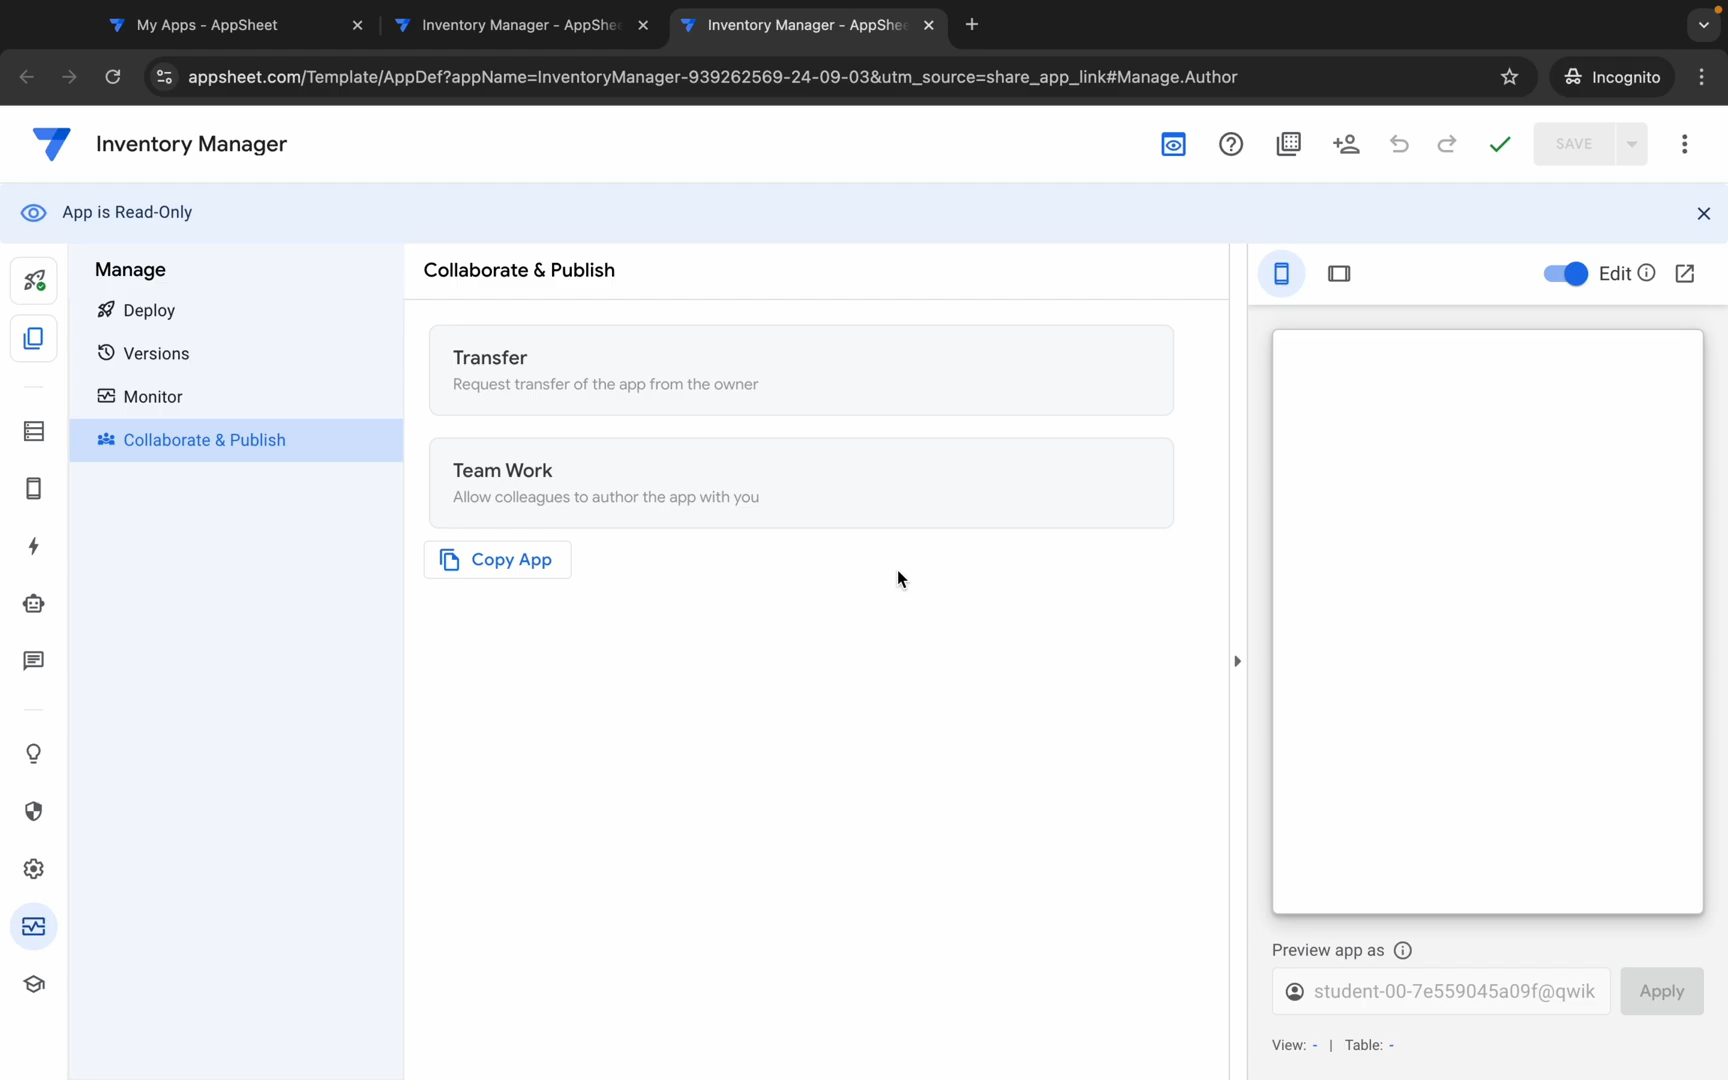 My Apps - AppSheet
Inventory Manager - AppShee
Inventory Manager - AppShee
appsheet.com/Template/AppDef?appName=InventoryManager-939262569-24-09-03&utm_source=share_app_link#Manage.Author
Incognito
Inventory Manager
SAVE
App is Read-Only
Manage
Deploy
Versions
Monitor
Collaborate & Publish
Collaborate & Publish
Transfer
Request transfer of the app from the owner
Team Work
Allow colleagues to author the app with you
Copy App
Edit
Preview app as
student-00-7e559045a09f@qwik
Apply
View: - | Table: -